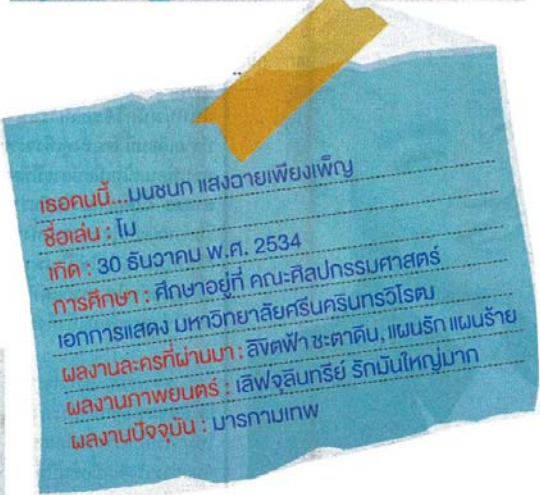 เธอคนนี้...มนชนก แสงฉายเพียงเพ็ญ
ชื่อเล่น : โม
เกิด : 30 ธันวาคม พ.ศ. 2534
การศึกษา : ศึกษาอยู่ที่ คณะศิลปกรรมศาสตร์
เอกการแสดง มหาวิทยาลัยศรีนครินทรวิโรฒ
ผลงานละครที่ผ่านมา : ลิขิตฟ้า ชะตาดิน, แผนรัก แผนร้าย
ผลงานภาพยนตร์ : เลิฟจุลินทรีย์ รักมันใหญ่มาก
ผลงานปัจจุบัน : มารกามเทพ